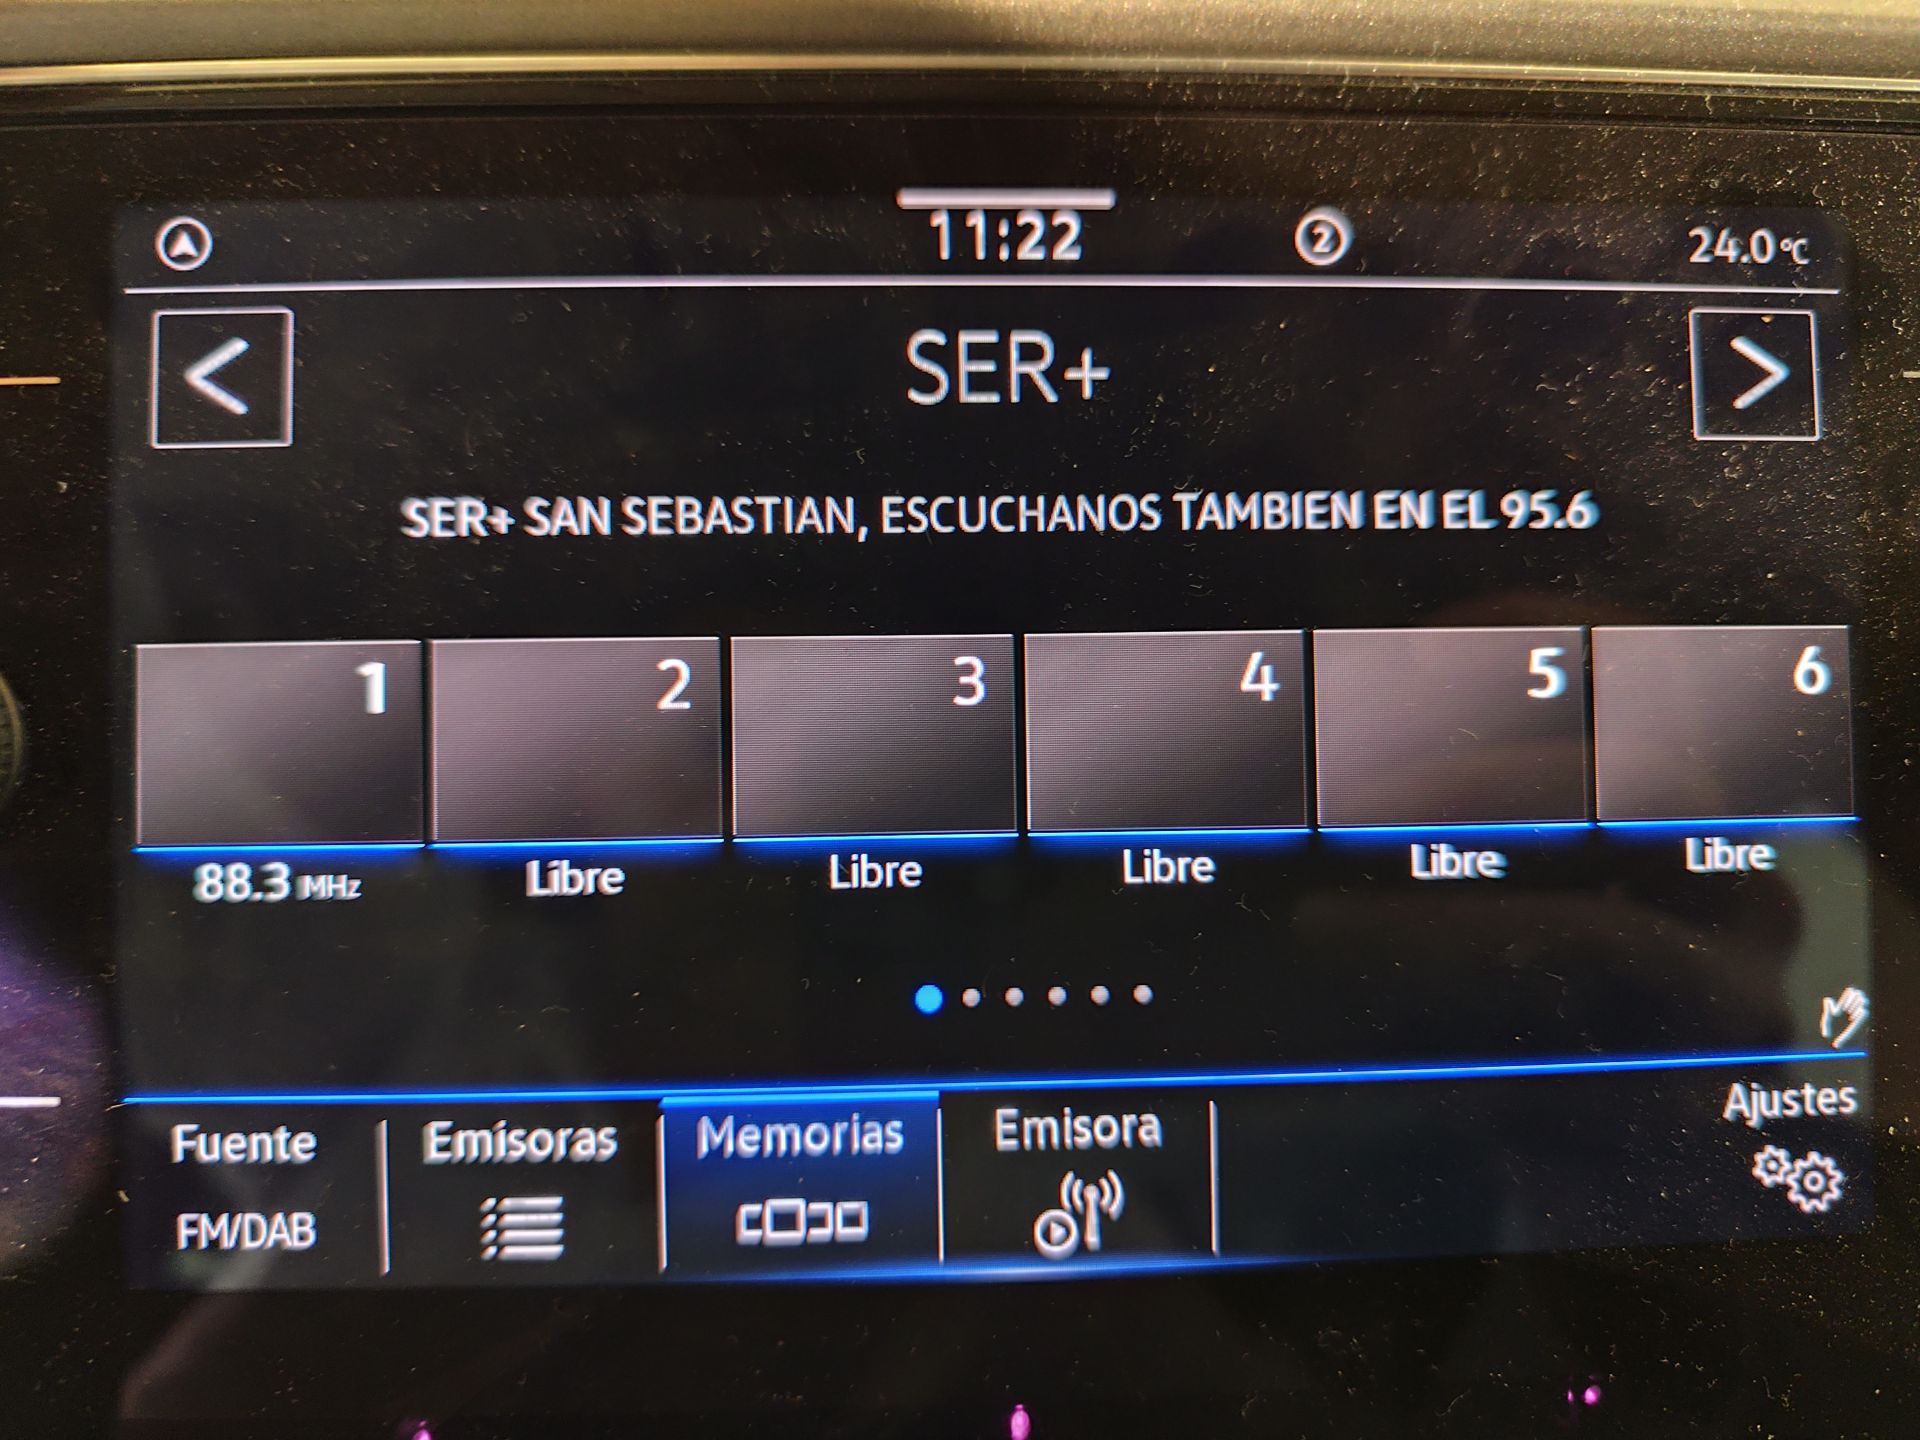 11:22
2
24.0 °C
<
SER+
>
SER+ SAN SEBASTIAN, ESCUCHANOS TAMBIEN EN EL 95.6
1
2
3
4
5
6
88.3 MHz
Libre
Libre
Libre
Libre
Libre
Fuente
Emisoras
Memorias
Emisora
Ajustes
FM/DAB